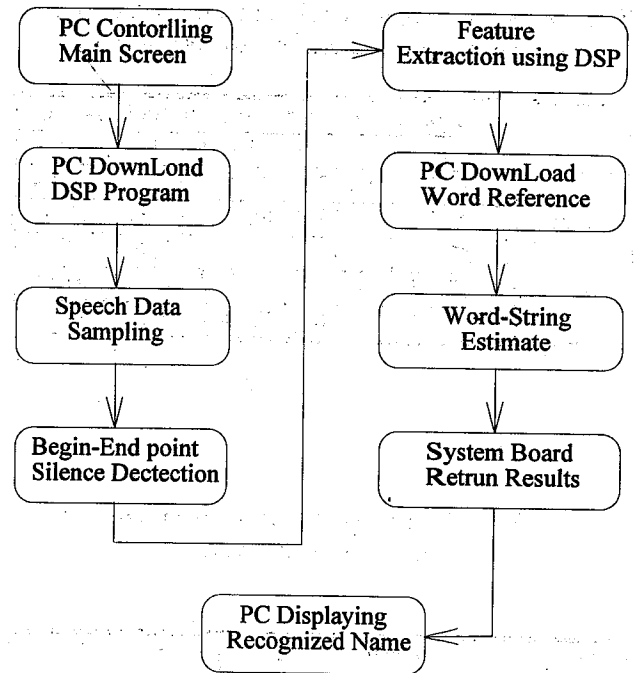 PC Contorlling
Main Screen
PC DownLond
DSP Program
Speech Data
Sampling
Begin-End point
Silence Dectection
Feature
Extraction using DSP
PC DownLoad
Word Reference
Word-String
Estimate
System Board
Retrun Results
PC Displaying
Recognized Name